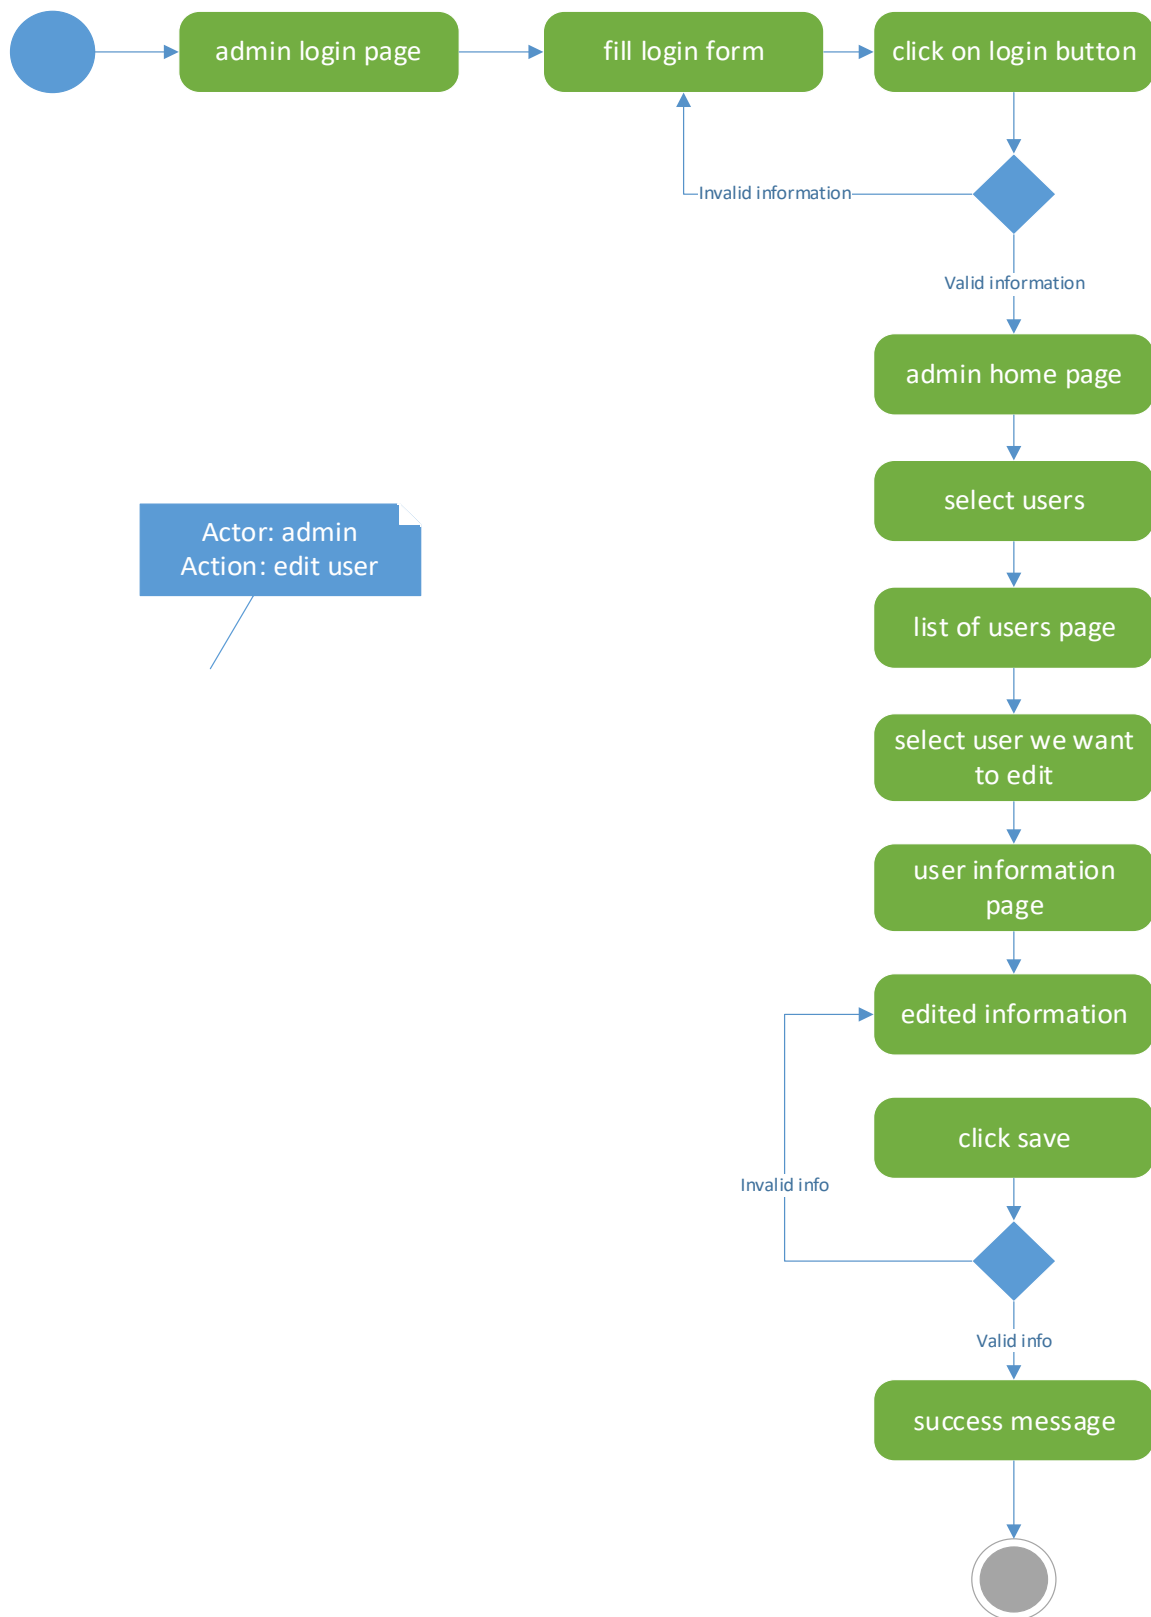 admin login page
fill login form
click on login button
Invalid information
Valid information
admin home page
select users
Actor: admin
Action: edit user
list of users page
select user we want
to edit
user information
page
edited information
click save
Invalid info
Valid info
success message